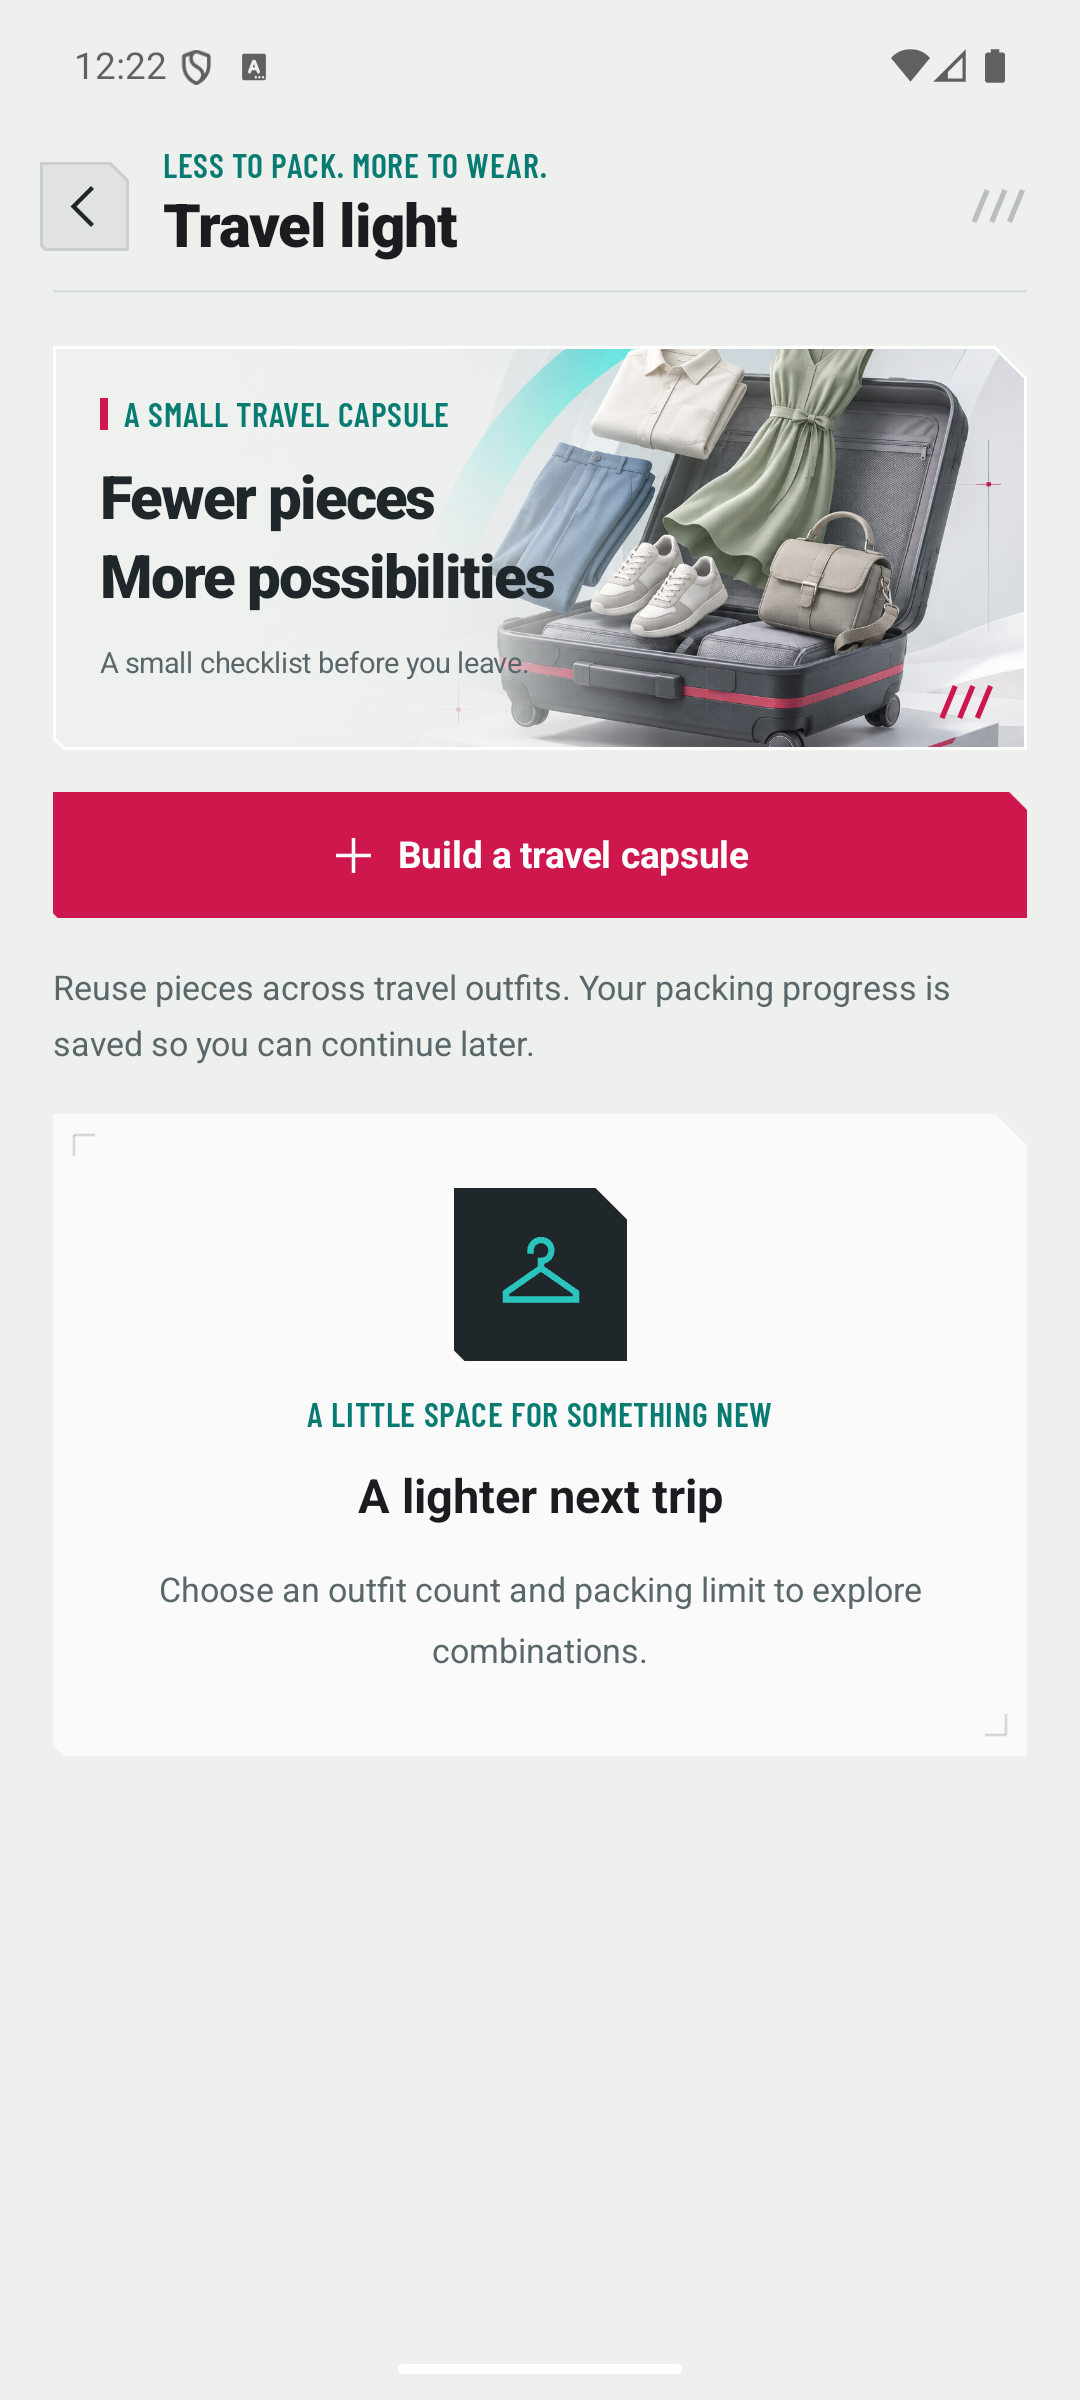 12:22
LESS TO PACK. MORE TO WEAR.
Travel light
A SMALL TRAVEL CAPSULE
Fewer pieces
More possibilities
A small checklist before you leave.
Build a travel capsule
Reuse pieces across travel outfits. Your packing progress is
saved so you can continue later.
A LITTLE SPACE FOR SOMETHING NEW
A lighter next trip
Choose an outfit count and packing limit to explore
combinations.